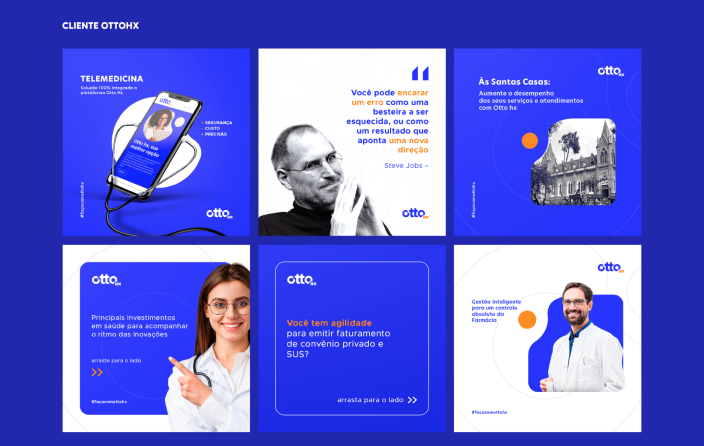 CLIENTE OTTOHX
TELEMEDICINA
Solução 100% integrada a
plataforma Otto Hx
otto
Otto hx, sua
melhor opção
SEGURANÇA
CUSTO
PRECISÃO
#façocomottohx
otto hx
Você pode encarar
um erro como uma
besteira a ser
esquecida, ou como
um resultado que
aponta uma nova
direção
Steve Jobs –
otto hx
otto hx
Às Santas Casas:
Aumente o desempenho
dos seus serviços e atendimentos
com Otto hx
#façocomottohx
otto hx
Principais investimentos
em saúde para acompanhar
o ritmo das inovações
arraste para o lado
>>
#façocomottohx
otto hx
Você tem agilidade
para emitir faturamento
de convênio privado e
SUS?
arrasta para o lado >>
otto hx
Gestão inteligente
para um controle
absoluto da
Farmácia
#façocomottohx